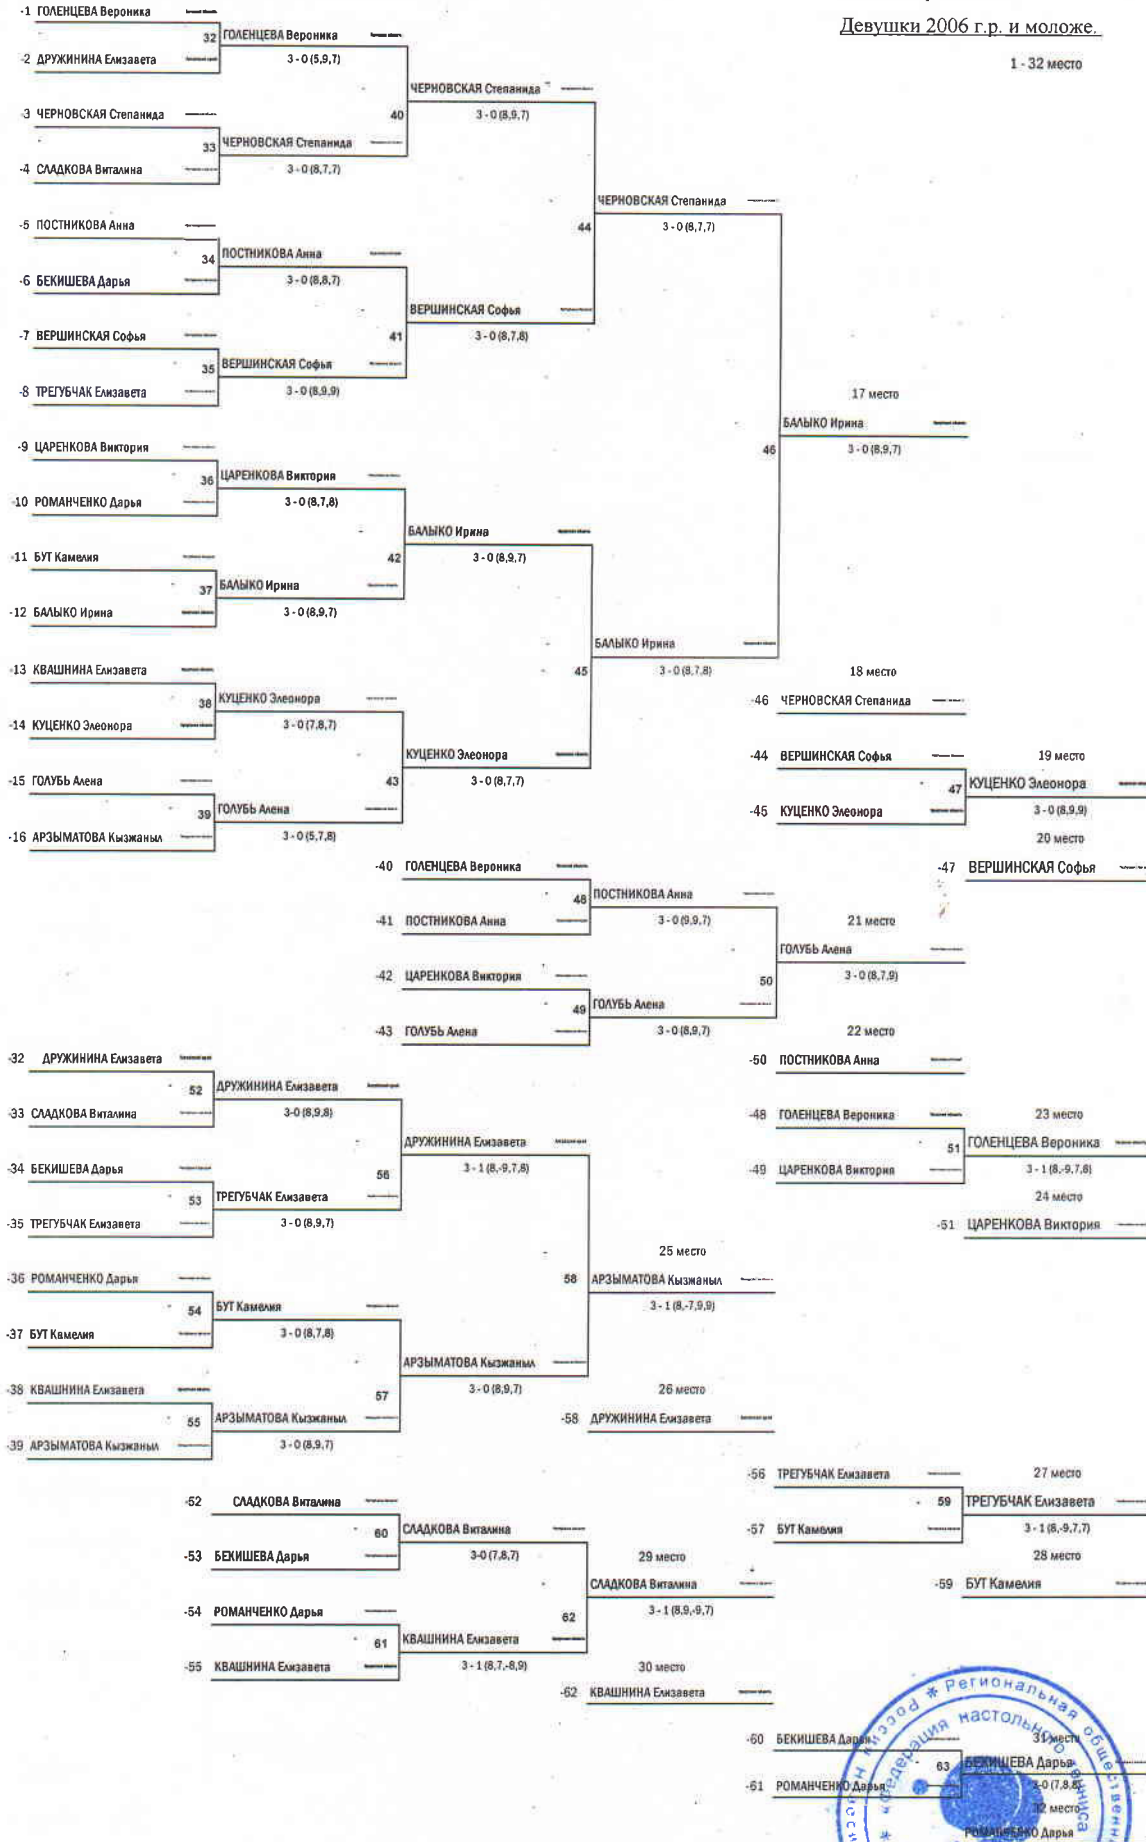 Девушки 2006 г.р. и моложе.
1 - 32 место
-1 ГОЛЕНЦЕВА Вероника
32 ГОЛЕНЦЕВА Вероника
-2 ДРУЖИНИНА Елизавета
3 - 0 (5,9,7)
ЧЕРНОВСКАЯ Степанида
40
3 - 0 (8,9,7)
-3 ЧЕРНОВСКАЯ Степанида
33 ЧЕРНОВСКАЯ Степанида
-4 СЛАДКОВА Виталина
3 - 0 (8,7,7)
ЧЕРНОВСКАЯ Степанида
44
3 - 0 (8,7,7)
-5 ПОСТНИКОВА Анна
34 ПОСТНИКОВА Анна
-6 БЕКИШЕВА Дарья
3 - 0 (8,8,7)
ВЕРШИНСКАЯ Софья
41
3 - 0 (8,7,8)
-7 ВЕРШИНСКАЯ Софья
35 ВЕРШИНСКАЯ Софья
-8 ТРЕГУБЧАК Елизавета
3 - 0 (8,9,9)
17 место
БАЛЫКО Ирина
46
3 - 0 (8,9,7)
-9 ЦАРЕНКОВА Виктория
36 ЦАРЕНКОВА Виктория
-10 РОМАНЧЕНКО Дарья
3 - 0 (8,7,8)
БАЛЫКО Ирина
42
3 - 0 (8,9,7)
-11 БУТ Камелия
37 БАЛЫКО Ирина
-12 БАЛЫКО Ирина
3 - 0 (8,9,7)
БАЛЫКО Ирина
45
3 - 0 (8,7,8)
-13 КВАШНИНА Елизавета
38 КУЦЕНКО Элеонора
-14 КУЦЕНКО Элеонора
3 - 0 (7,8,7)
18 место
-46 ЧЕРНОВСКАЯ Степанида
КУЦЕНКО Элеонора
43
3 - 0 (8,7,7)
-44 ВЕРШИНСКАЯ Софья
19 место
47 КУЦЕНКО Элеонора
-45 КУЦЕНКО Элеонора
3 - 0 (8,9,9)
-15 ГОЛУБЬ Алена
39 ГОЛУБЬ Алена
-16 АРЗЫМАТОВА Кызжаныл
3 - 0 (5,7,8)
20 место
-47 ВЕРШИНСКАЯ Софья
-40 ГОЛЕНЦЕВА Вероника
48 ПОСТНИКОВА Анна
-41 ПОСТНИКОВА Анна
3 - 0 (9,9,7)
21 место
ГОЛУБЬ Алена
50
3 - 0 (8,7,9)
-42 ЦАРЕНКОВА Виктория
49 ГОЛУБЬ Алена
-43 ГОЛУБЬ Алена
3 - 0 (8,9,7)
22 место
-50 ПОСТНИКОВА Анна
-32 ДРУЖИНИНА Елизавета
52 ДРУЖИНИНА Елизавета
-33 СЛАДКОВА Виталина
3-0 (8,9,8)
-48 ГОЛЕНЦЕВА Вероника
23 место
51 ГОЛЕНЦЕВА Вероника
-49 ЦАРЕНКОВА Виктория
3 - 1 (8,-9,7,8)
ДРУЖИНИНА Елизавета
56
3 - 1 (8,-9,7,8)
-34 БЕКИШЕВА Дарья
53 ТРЕГУБЧАК Елизавета
-35 ТРЕГУБЧАК Елизавета
3 - 0 (8,9,7)
24 место
-51 ЦАРЕНКОВА Виктория
25 место
58 АРЗЫМАТОВА Кызжаныл
3 - 1 (8,-7,9,9)
-36 РОМАНЧЕНКО Дарья
54 БУТ Камелия
-37 БУТ Камелия
3 - 0 (8,7,8)
АРЗЫМАТОВА Кызжаныл
57
3 - 0 (8,9,7)
-38 КВАШНИНА Елизавета
55 АРЗЫМАТОВА Кызжаныл
-39 АРЗЫМАТОВА Кызжаныл
3 - 0 (8,9,7)
26 место
-58 ДРУЖИНИНА Елизавета
-56 ТРЕГУБЧАК Елизавета
27 место
59 ТРЕГУБЧАК Елизавета
-57 БУТ Камелия
3 - 1 (8,-9,7,7)
28 место
-59 БУТ Камелия
-52 СЛАДКОВА Виталина
60 СЛАДКОВА Виталина
-53 БЕКИШЕВА Дарья
3-0 (7,8,7)
29 место
СЛАДКОВА Виталина
62
3 - 1 (8,9,-9,7)
-54 РОМАНЧЕНКО Дарья
61 КВАШНИНА Елизавета
-55 КВАШНИНА Елизавета
3 - 1 (8,7,-8,9)
30 место
-62 КВАШНИНА Елизавета
-60 БЕКИШЕВА Дарья
31 место
63 БЕКИШЕВА Дарья
-61 РОМАНЧЕНКО Дарья
3-0 (7,8,8)
32 место
РОМАНЧЕНКО Дарья
Региональная
«Федерация настольного тенниса